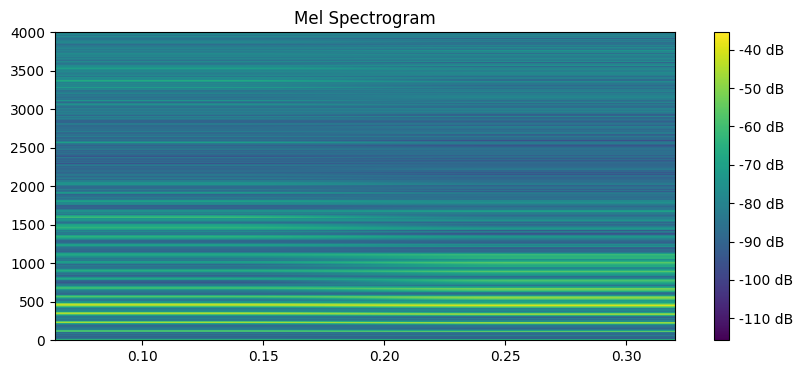 Mel Spectrogram
4000
3500
3000
2500
2000
1500
1000
500
0
0.10
0.15
0.20
0.25
0.30
-40 dB
-50 dB
-60 dB
-70 dB
-80 dB
-90 dB
-100 dB
-110 dB